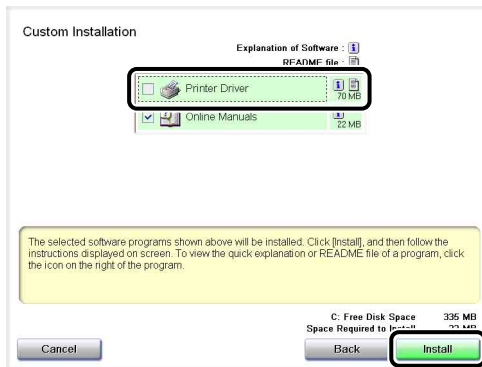 Custom Installation
Explanation of Software :
README file :
Printer Driver
70 MB
Online Manuals
22 MB
The selected software programs shown above will be installed. Click [Install], and then follow the
instructions displayed on screen. To view the quick explanation or README file of a program, click
the icon on the right of the program.
C: Free Disk Space 335 MB
Space Required to Install 22 MB
Cancel Back Install